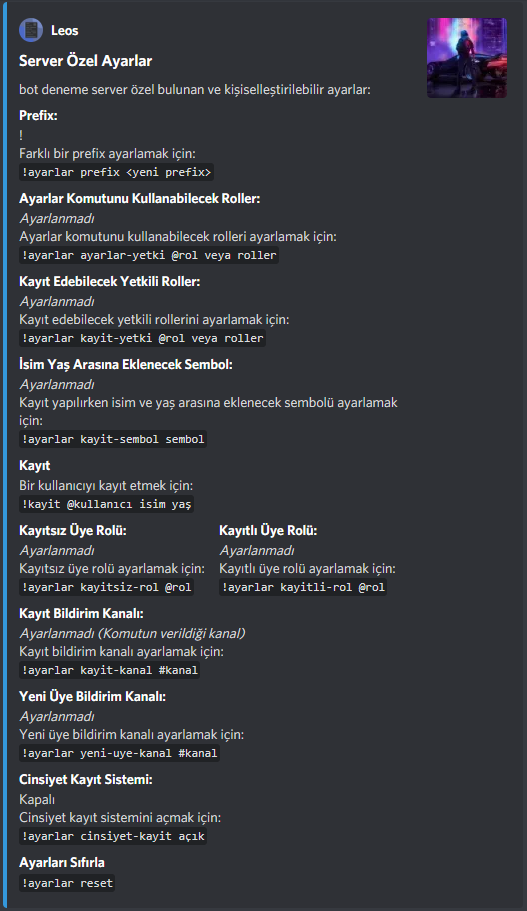 Leos
Server Özel Ayarlar
bot deneme server özel bulunan ve kişiselleştirilebilir ayarlar:
Prefix:
!
Farklı bir prefix ayarlamak için:
!ayarlar prefix <yeni prefix>
Ayarlar Komutunu Kullanabilecek Roller:
Ayarlanmadı
Ayarlar komutunu kullanabilecek rolleri ayarlamak için:
!ayarlar ayarlar-yetki @rol veya roller
Kayıt Edebilecek Yetkili Roller:
Ayarlanmadı
Kayıt edebilecek yetkili rollerini ayarlamak için:
!ayarlar kayit-yetki @rol veya roller
İsim Yaş Arasına Eklenecek Sembol:
Ayarlanmadı
Kayıt yapılırken isim ve yaş arasına eklenecek sembolü ayarlamak
için:
!ayarlar kayit-sembol sembol
Kayıt
Bir kullanıcıyı kayıt etmek için:
!kayit @kullanıcı isim yaş
Kayıtsız Üye Rolü:
Ayarlanmadı
Kayıtsız üye rolü ayarlamak için:
!ayarlar kayitsiz-rol @rol
Kayıtlı Üye Rolü:
Ayarlanmadı
Kayıtlı üye rolü ayarlamak için:
!ayarlar kayitli-rol @rol
Kayıt Bildirim Kanalı:
Ayarlanmadı (Komutun verildiği kanal)
Kayıt bildirim kanalı ayarlamak için:
!ayarlar kayit-kanal #kanal
Yeni Üye Bildirim Kanalı:
Ayarlanmadı
Yeni üye bildirim kanalı ayarlamak için:
!ayarlar yeni-uye-kanal #kanal
Cinsiyet Kayıt Sistemi:
Kapalı
Cinsiyet kayıt sistemini açmak için:
!ayarlar cinsiyet-kayit açık
Ayarları Sıfırla
!ayarlar reset